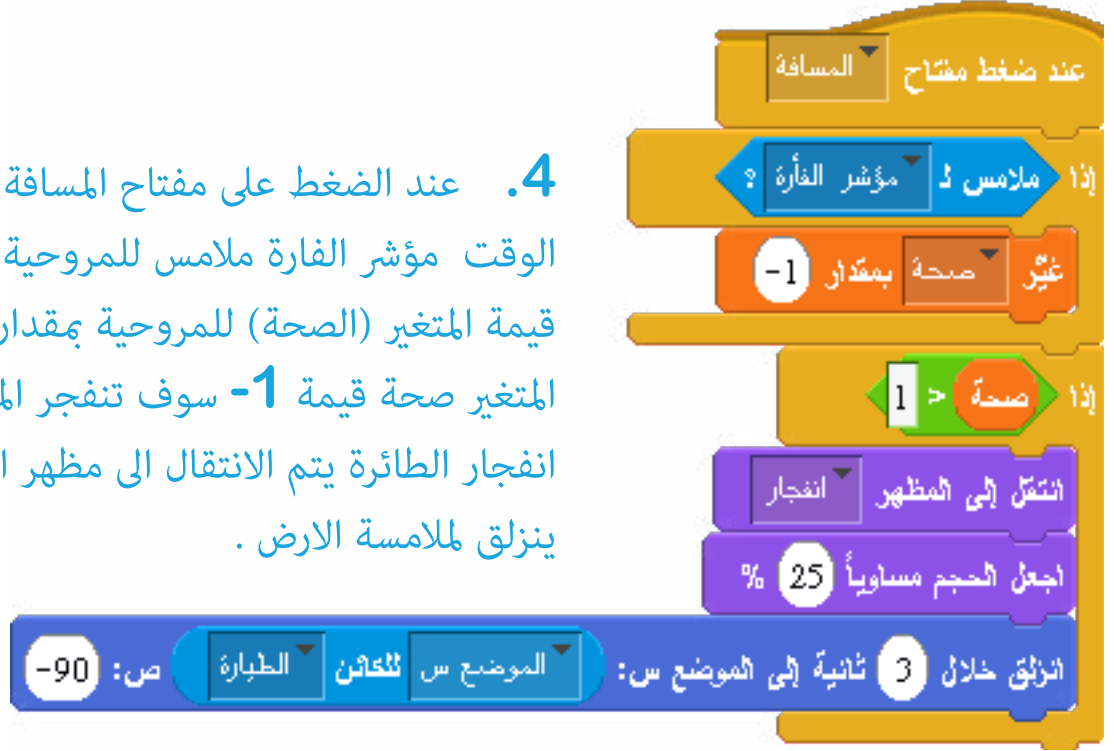 عند ضغط مفتاح المسافة
إذا ملامس لـ مؤشر الفأرة ؟
غيّر صحة بمقدار -1
إذا صحة < 1
انتقل إلى المظهر انفجار
اجعل الحجم مساوياً 25 %
انزلق خلال 3 ثانية إلى الموضع س: الموضع س للكائن الطيارة ص: -90
4. عند الضغط على مفتاح المسافة
الوقت مؤشر الفارة ملامس للمروحية
قيمة المتغير (الصحة) للمروحية بمقدار
المتغير صحة قيمة 1- سوف تنفجر
انفجار الطائرة يتم الانتقال الى مظهر
ينزلق لملامسة الارض .